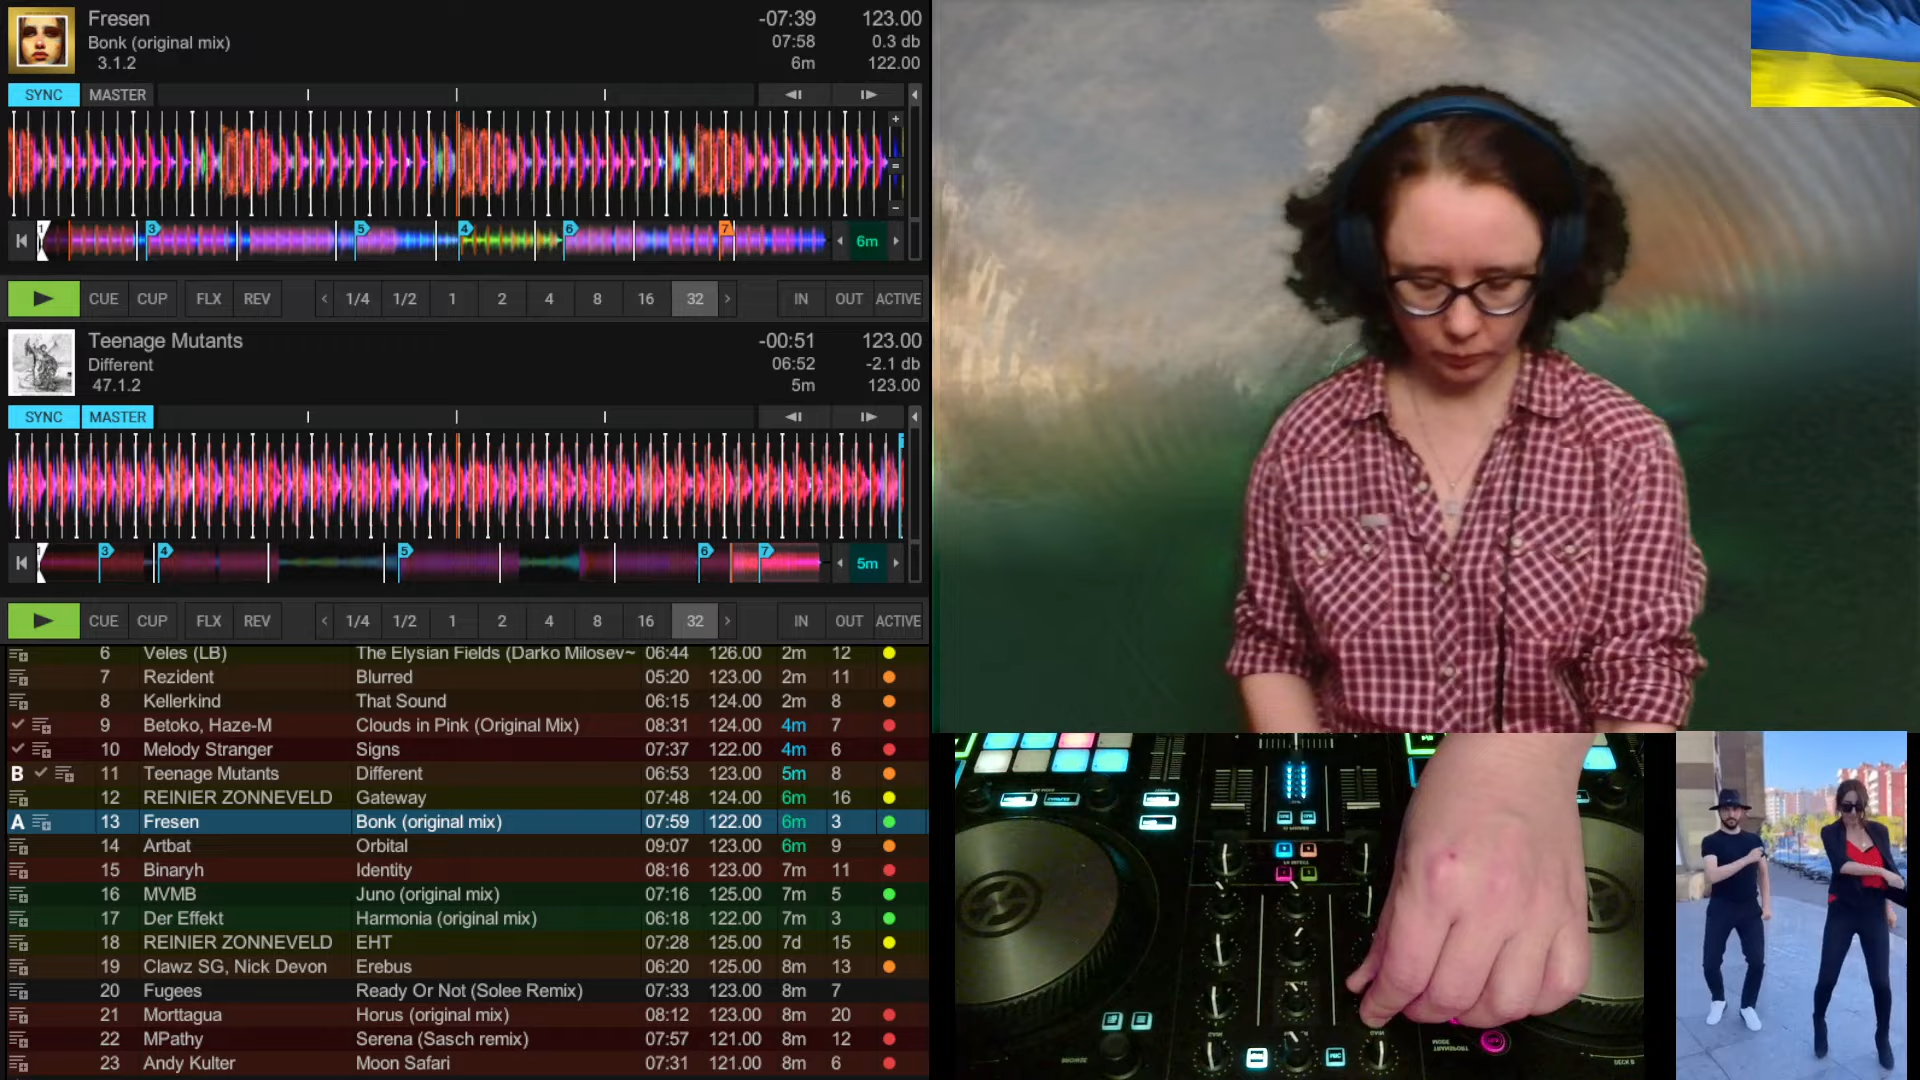 Fresen -07:39 123.00
Bonk (original mix) 07:58 0.3 db
3.1.2 6m 122.00
SYNC MASTER
1 3 5 4 6 7 6m
CUE CUP FLX REV 1/4 1/2 1 2 4 8 16 32 IN OUT ACTIVE
Teenage Mutants -00:51 123.00
Different 06:52 -2.1 db
47.1.2 5m 123.00
SYNC MASTER
1 3 4 5 6 7 5m
CUE CUP FLX REV 1/4 1/2 1 2 4 8 16 32 IN OUT ACTIVE
6 Veles (LB) The Elysian Fields (Darko Milosev~ 06:44 126.00 2m 12
7 Rezident Blurred 05:20 123.00 2m 11
8 Kellerkind That Sound 06:15 124.00 2m 8
9 Betoko, Haze-M Clouds in Pink (Original Mix) 08:31 124.00 4m 7
10 Melody Stranger Signs 07:37 122.00 4m 6
B 11 Teenage Mutants Different 06:53 123.00 5m 8
12 REINIER ZONNEVELD Gateway 07:48 124.00 6m 16
A 13 Fresen Bonk (original mix) 07:59 122.00 6m 3
14 Artbat Orbital 09:07 123.00 6m 9
15 Binaryh Identity 08:16 123.00 7m 11
16 MVMB Juno (original mix) 07:16 125.00 7m 5
17 Der Effekt Harmonia (original mix) 06:18 122.00 7m 3
18 REINIER ZONNEVELD EHT 07:28 125.00 7d 15
19 Clawz SG, Nick Devon Erebus 06:20 125.00 8m 13
20 Fugees Ready Or Not (Solee Remix) 07:33 123.00 8m 7
21 Morttagua Horus (original mix) 08:12 123.00 8m 20
22 MPathy Serena (Sasch remix) 07:57 121.00 8m 12
23 Andy Kulter Moon Safari 07:31 121.00 8m 6